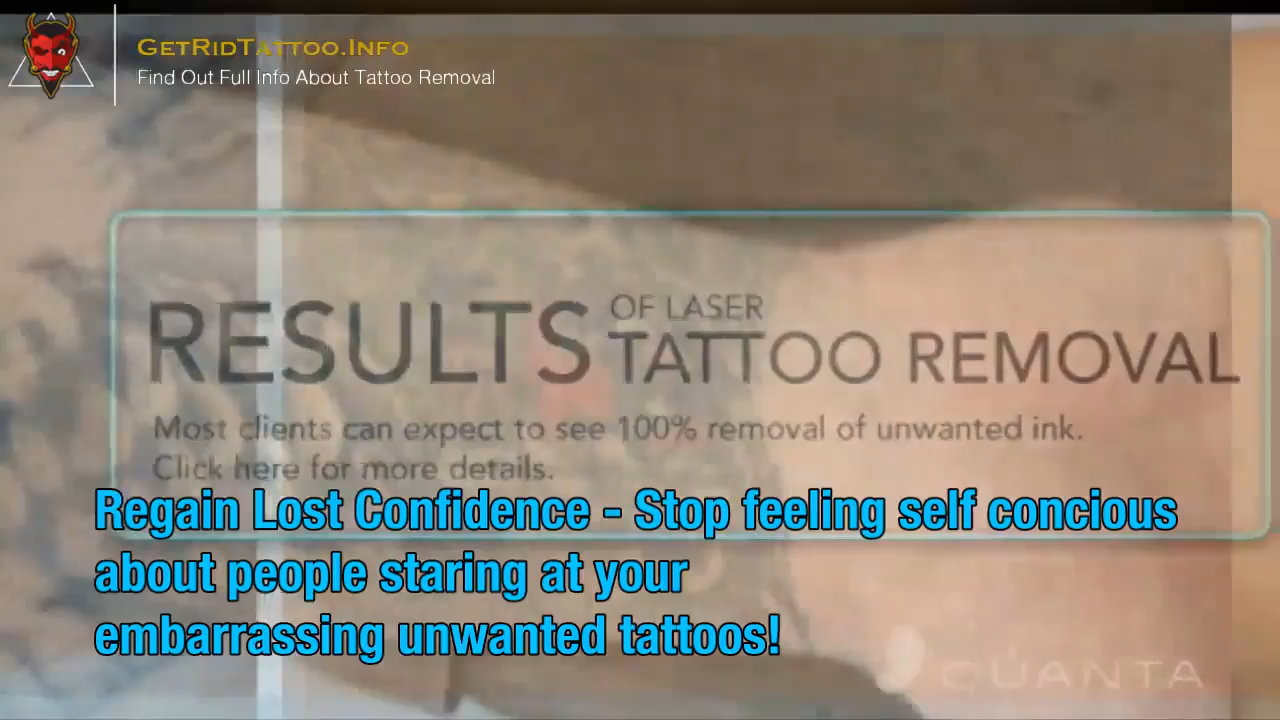 GetRidTattoo.Info
Find Out Full Info About Tattoo Removal
RESULTS OF LASER TATTOO REMOVAL
Most clients can expect to see 100% removal of unwanted ink.
Click here for more details.
Regain Lost Confidence - Stop feeling self concious
about people staring at your
embarrassing unwanted tattoos!
QUANTA